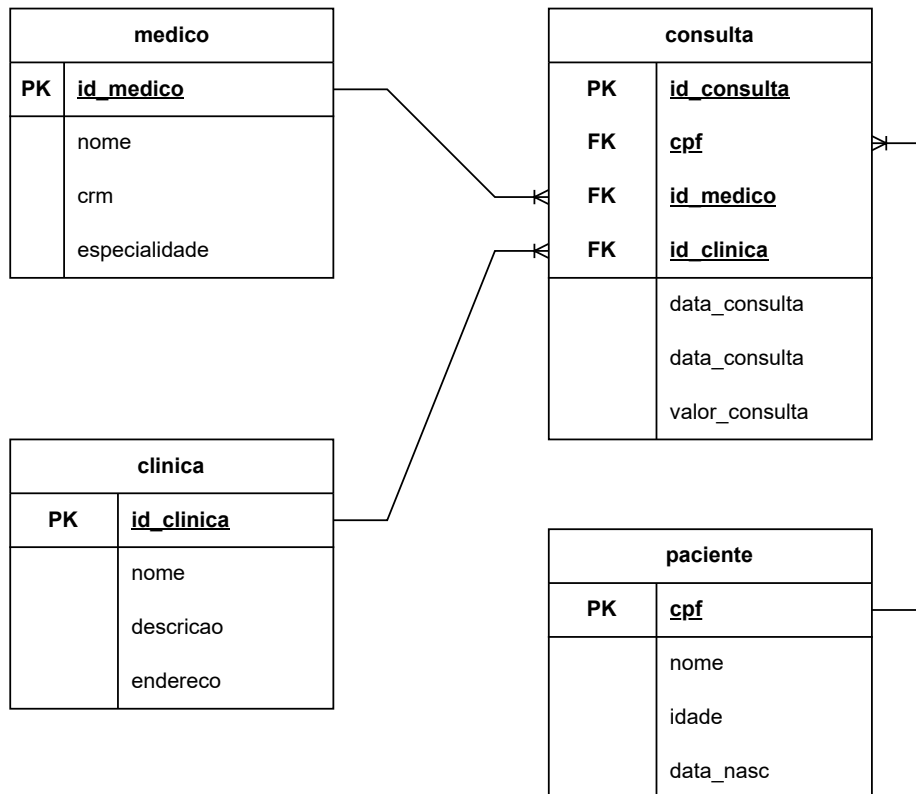 medico
PK id_medico
nome
crm
especialidade
consulta
PK id_consulta
FK cpf
FK id_medico
FK id_clinica
data_consulta
data_consulta
valor_consulta
clinica
PK id_clinica
nome
descricao
endereco
paciente
PK cpf
nome
idade
data_nasc